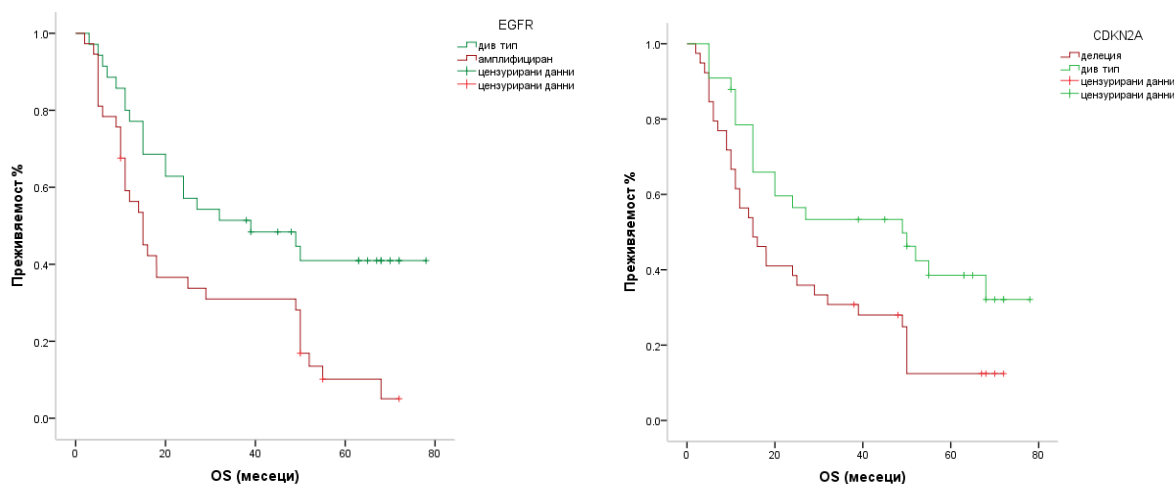 EGFR
див тип
амплифициран
цензурирани данни
цензурирани данни
Преживяемост %
1.0
0.8
0.6
0.4
0.2
0.0
0
20
40
60
80
OS (месеци)
CDKN2A
делеция
див тип
цензурирани данни
цензурирани данни
Преживяемост %
1.0
0.8
0.6
0.4
0.2
0.0
0
20
40
60
80
OS (месеци)